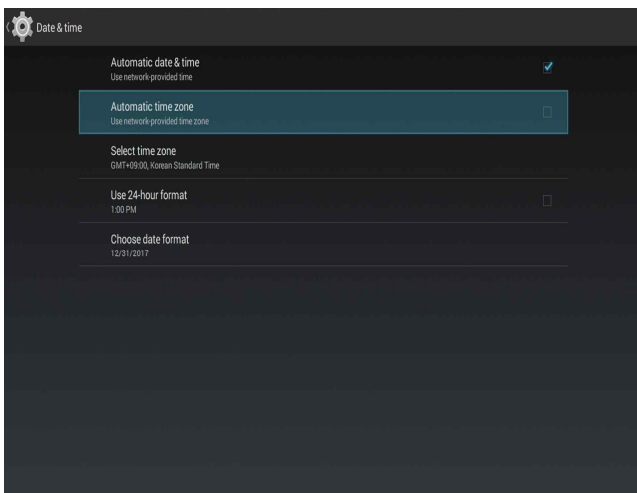 Date & time
Automatic date & time
Use network-provided time
Automatic time zone
Use network-provided time zone
Select time zone
GMT+09:00, Korean Standard Time
Use 24-hour format
1:00 PM
Choose date format
12/31/2017